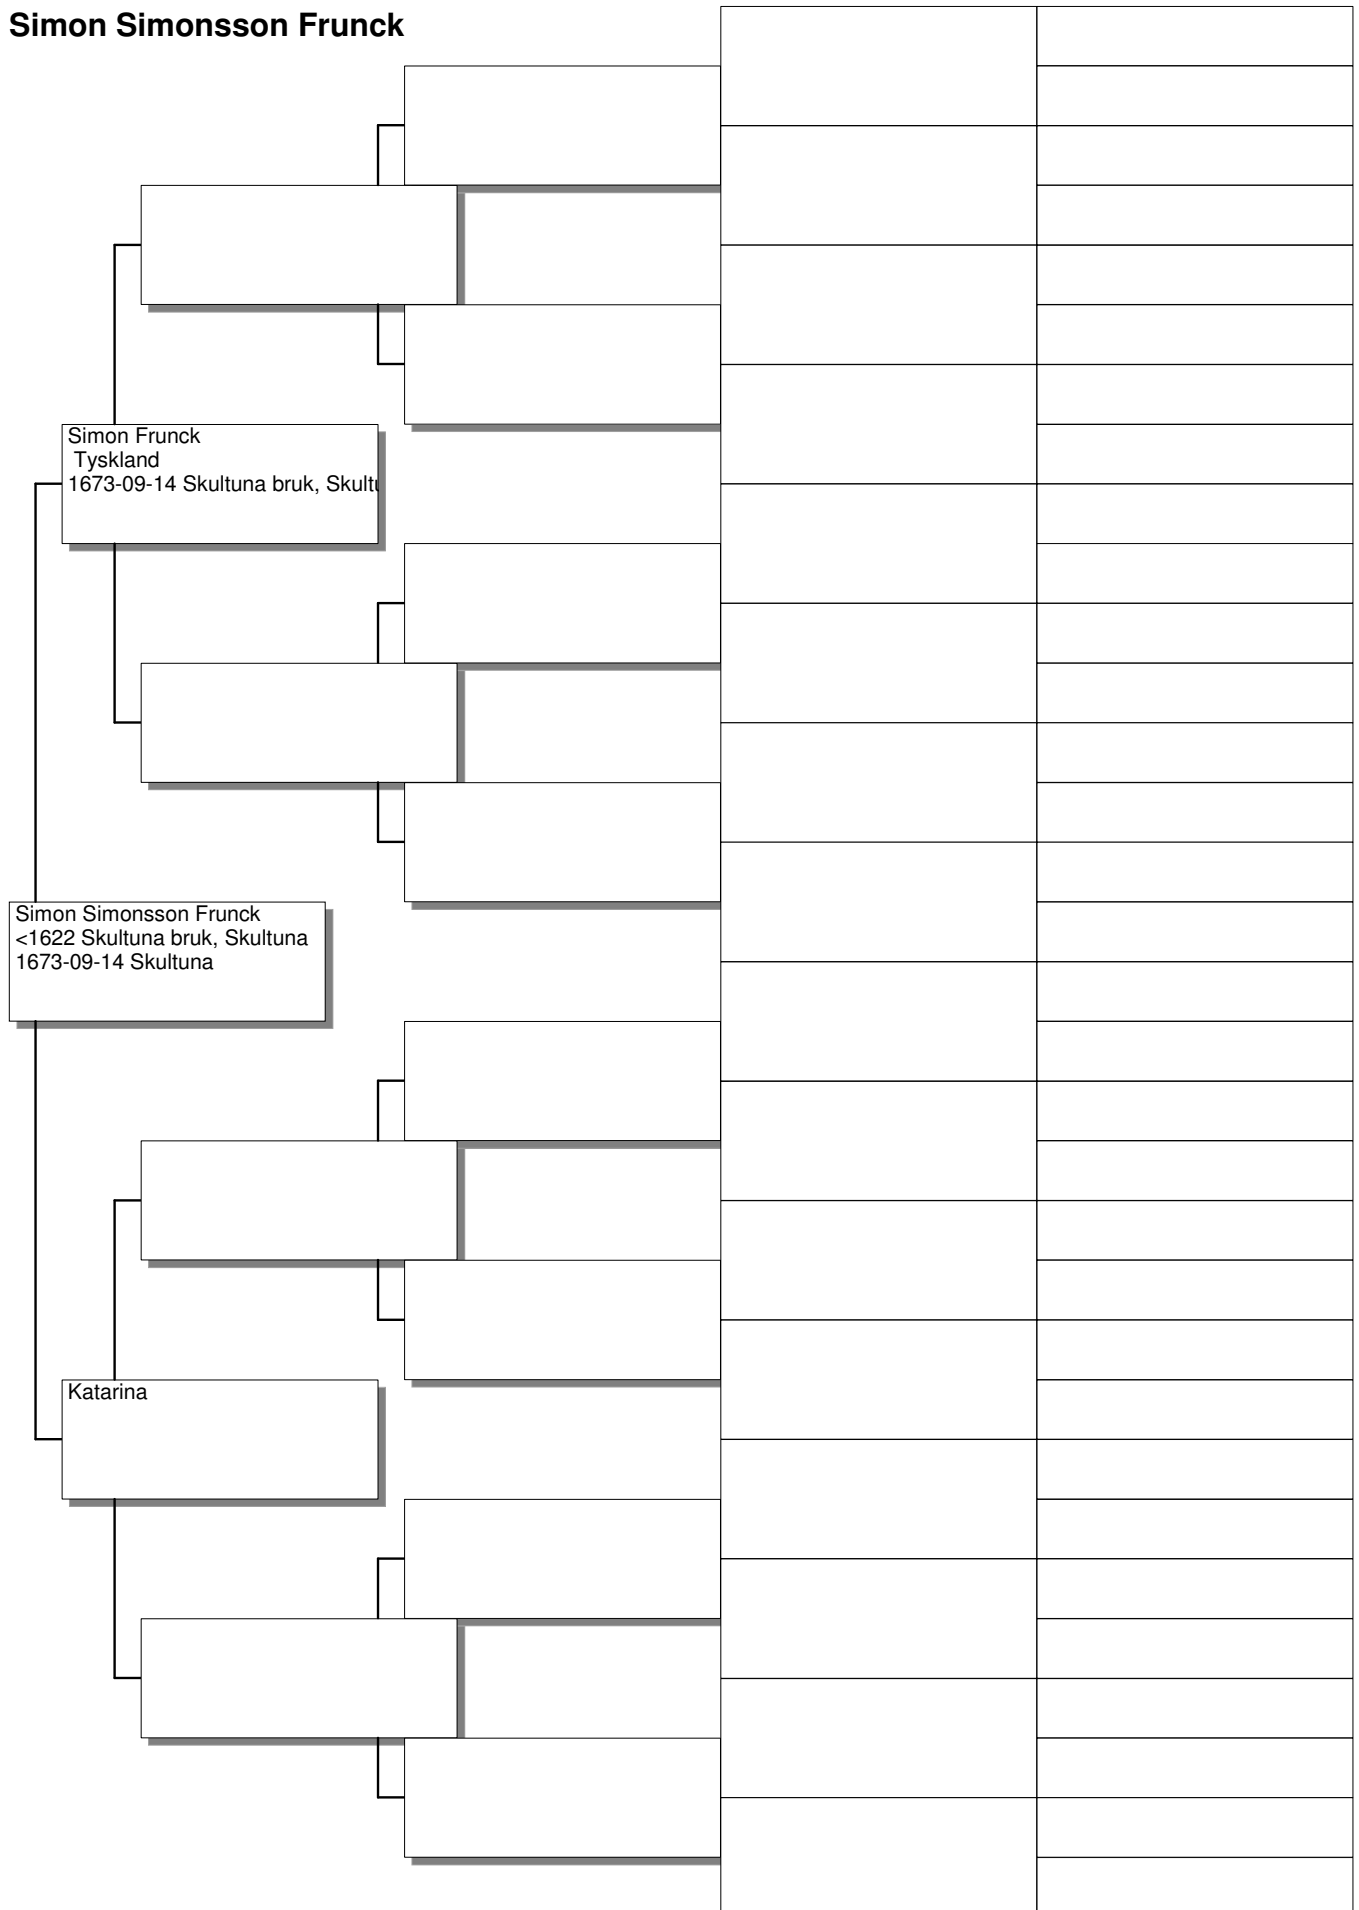 Simon Simonsson Frunck
Simon Frunck
Tyskland
1673-09-14 Skultuna bruk, Skultu
Simon Simonsson Frunck
<1622 Skultuna bruk, Skultuna
1673-09-14 Skultuna
Katarina